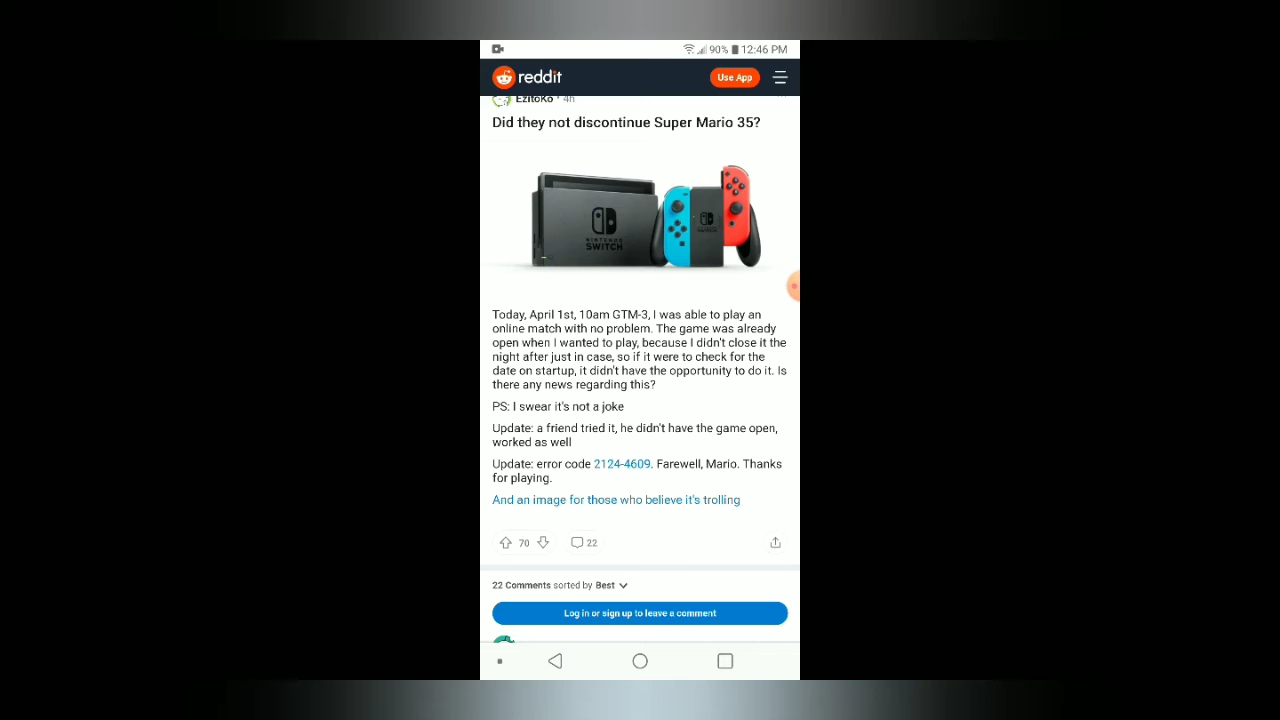 90% 12:46 PM
reddit Use App
EzitoKo • 4h
Did they not discontinue Super Mario 35?
NINTENDO
SWITCH
Today, April 1st, 10am GTM-3, I was able to play an
online match with no problem. The game was already
open when I wanted to play, because I didn't close it the
night after just in case, so if it were to check for the
date on startup, it didn't have the opportunity to do it. Is
there any news regarding this?
PS: I swear it's not a joke
Update: a friend tried it, he didn't have the game open,
worked as well
Update: error code 2124-4609. Farewell, Mario. Thanks
for playing.
And an image for those who believe it's trolling
70 22
22 Comments sorted by Best
Log in or sign up to leave a comment